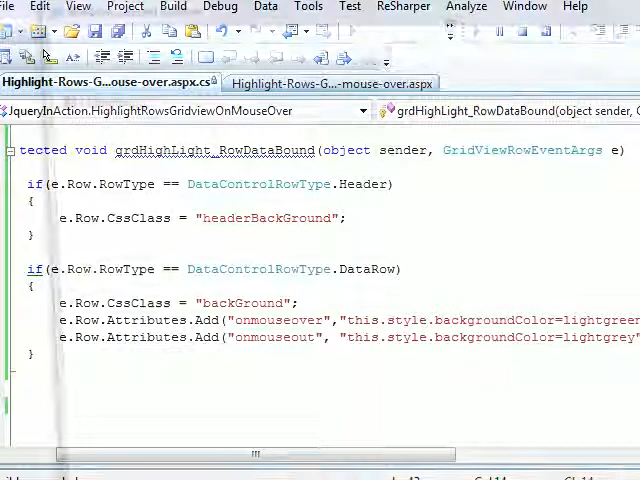 File Edit View Project Build Debug Data Tools Test ReSharper Analyze Window Help
Highlight-Rows-G...ouse-over.aspx.cs Highlight-Rows-G...-mouse-over.aspx
JqueryInAction.HighlightRowsGridviewOnMouseOver grdHighLight_RowDataBound(object sender, G
tected void grdHighLight_RowDataBound(object sender, GridViewRowEventArgs e)
if(e.Row.RowType == DataControlRowType.Header)
{
e.Row.CssClass = "headerBackGround";
}
if(e.Row.RowType == DataControlRowType.DataRow)
{
e.Row.CssClass = "backGround";
e.Row.Attributes.Add("onmouseover","this.style.backgroundColor=lightgreen
e.Row.Attributes.Add("onmouseout", "this.style.backgroundColor=lightgrey"
}